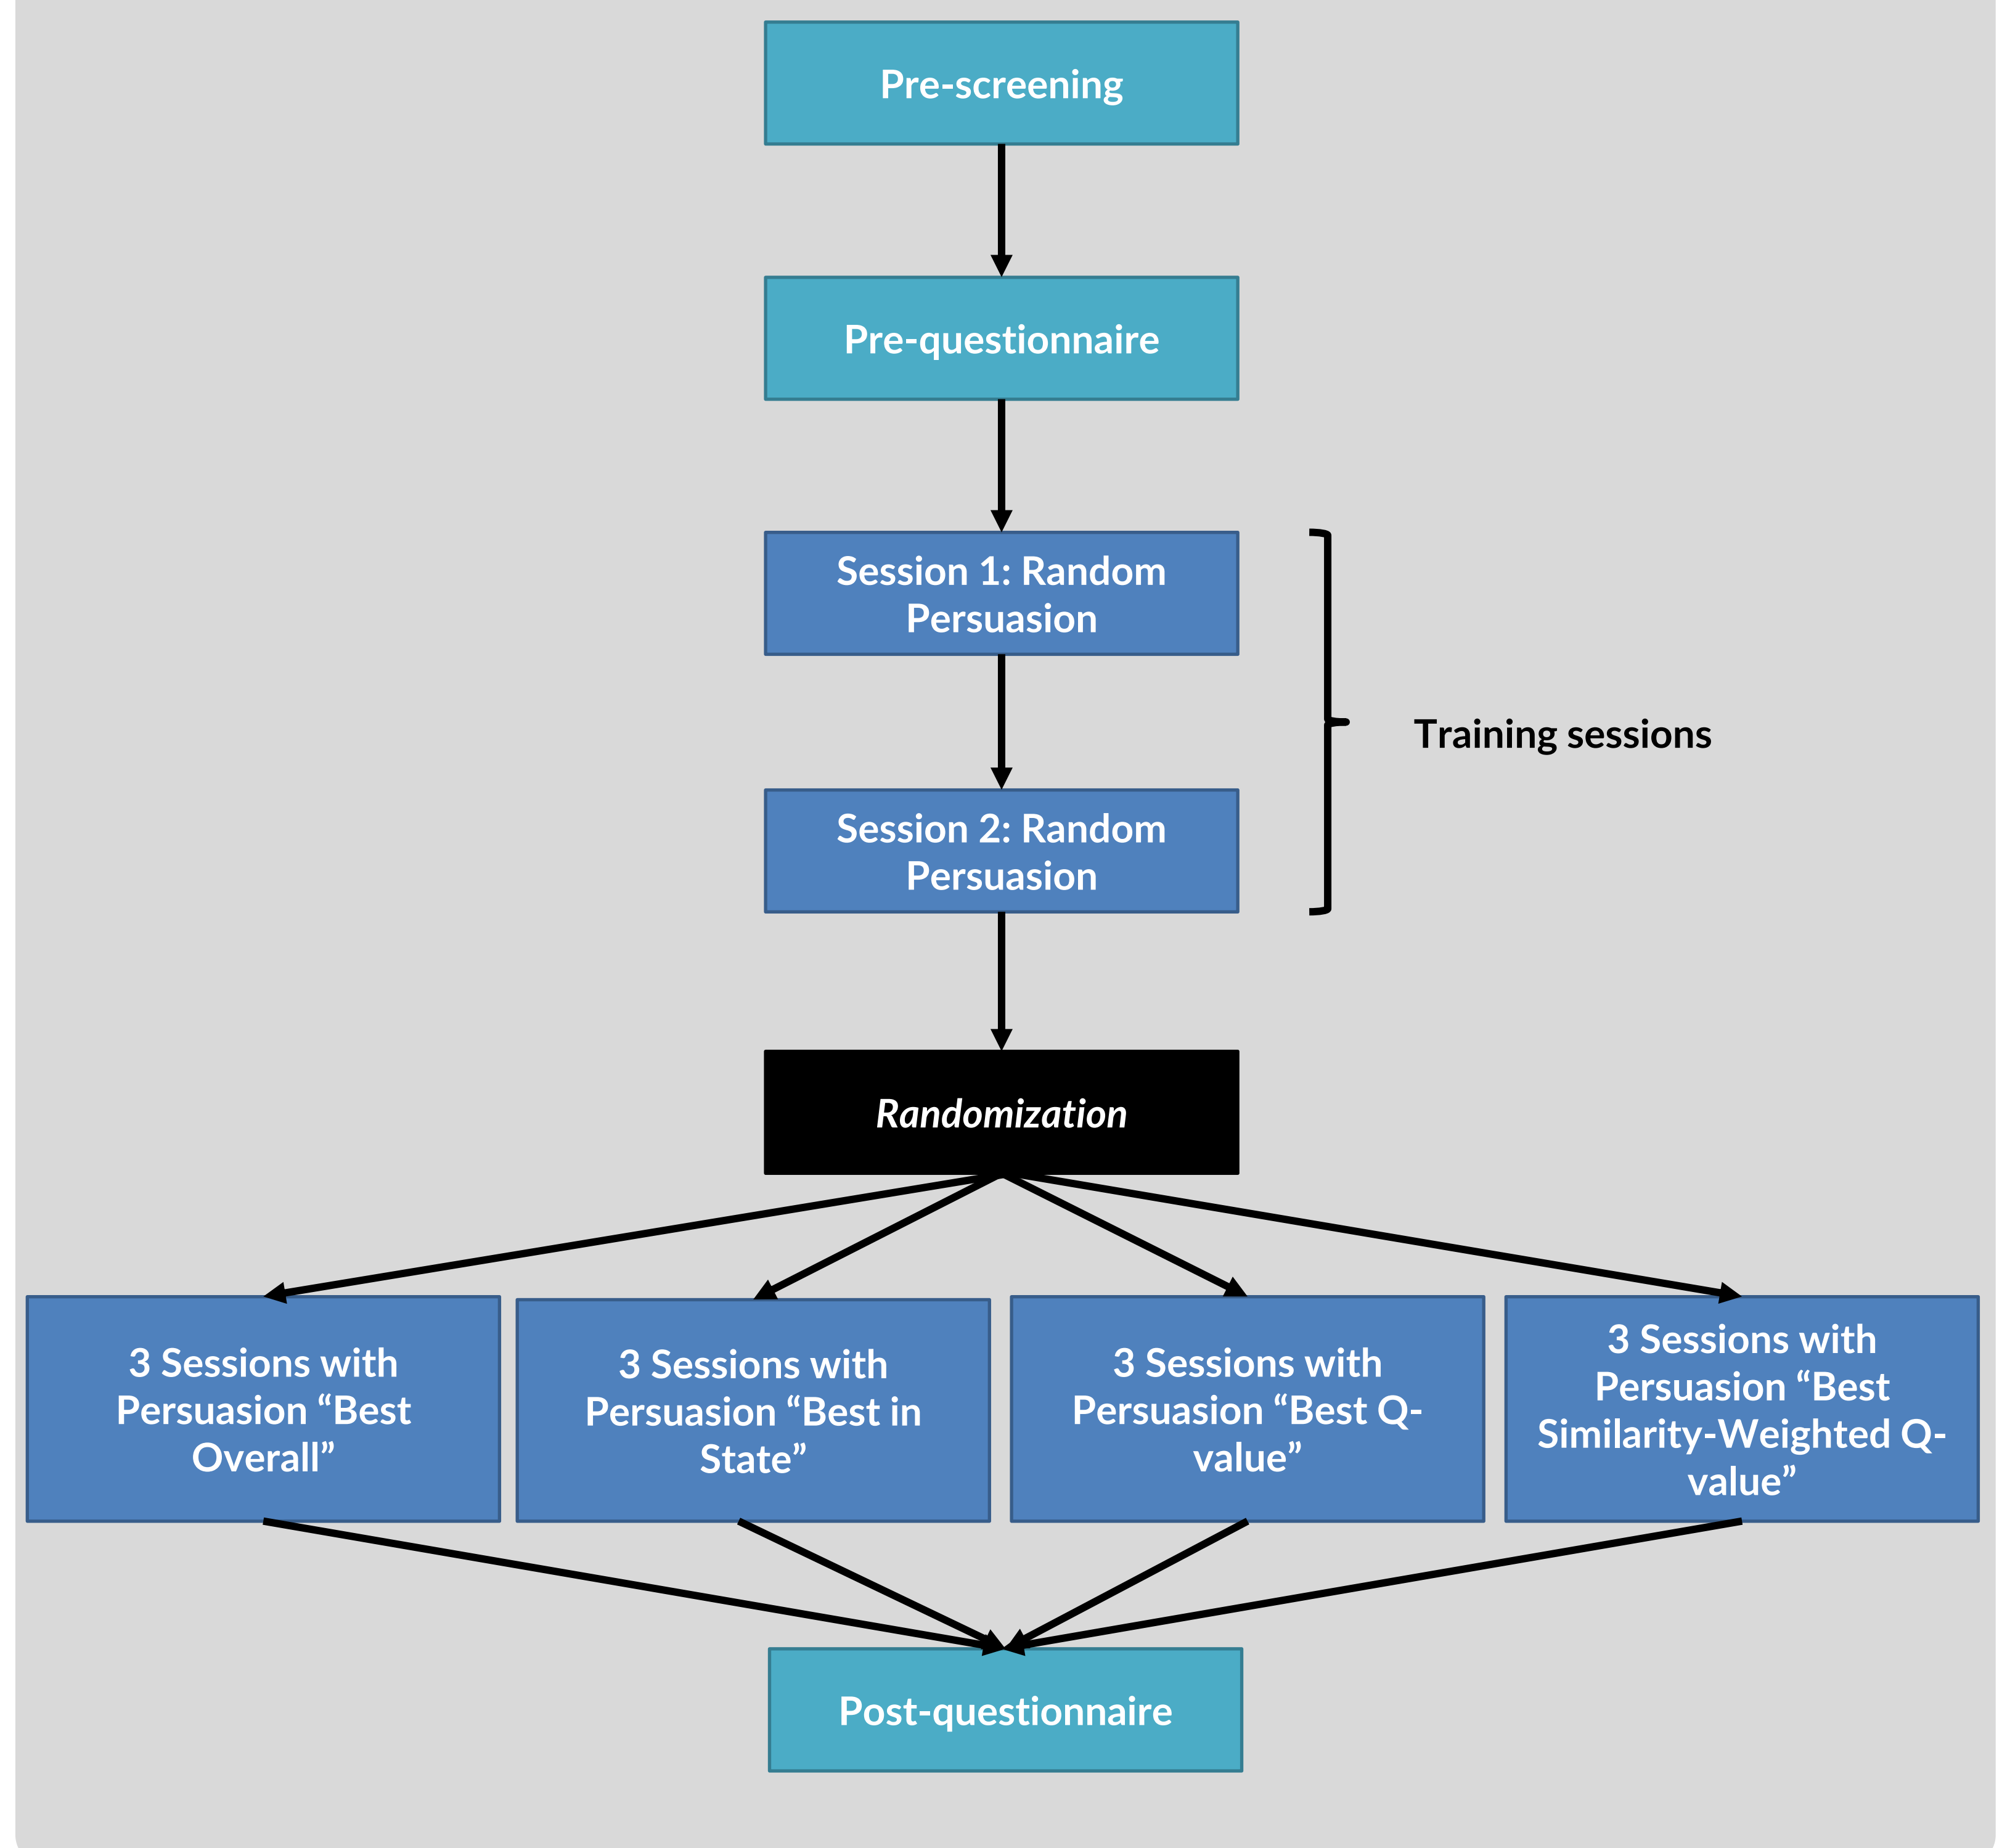 Pre-screening
Pre-questionnaire
Session 1: Random
Persuasion
Training sessions
Session 2: Random
Persuasion
Randomization
3 Sessions with
Persuasion “Best
Overall”
3 Sessions with
Persuasion “Best in
State”
3 Sessions with
Persuasion “Best Q-
value”
3 Sessions with
Persuasion “Best
Similarity-Weighted Q-
value”
Post-questionnaire